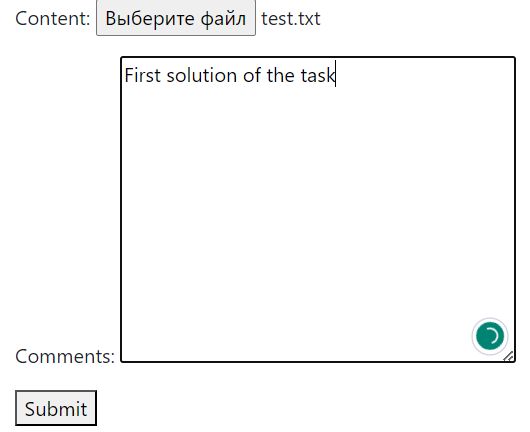 Content: Выберите файл test.txt
First solution of the task
Comments:
Submit